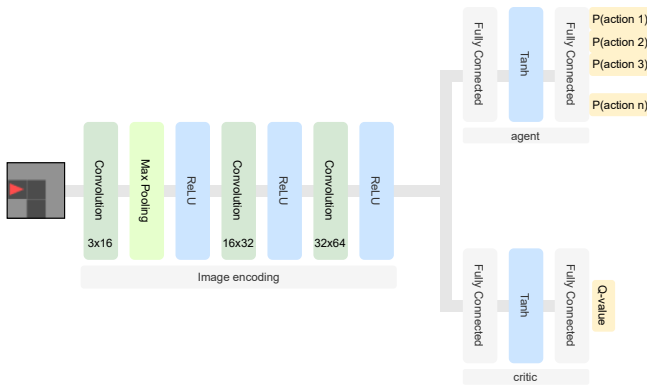 Convolution
3x16
Max Pooling
ReLU
Convolution
16x32
ReLU
Convolution
32x64
ReLU
Image encoding
Fully Connected
Tanh
Fully Connected
P(action 1)
P(action 2)
P(action 3)
P(action n)
agent
Fully Connected
Tanh
Fully Connected
Q-value
critic